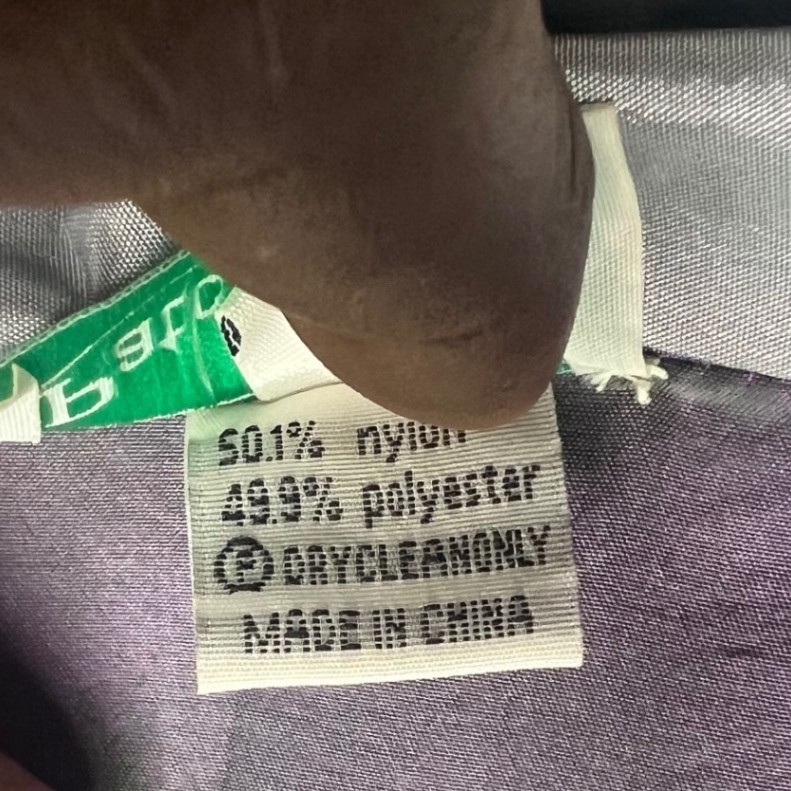 50.1% nylon
49.9% polyester
Ⓟ DRYCLEANONLY
MADE IN CHINA